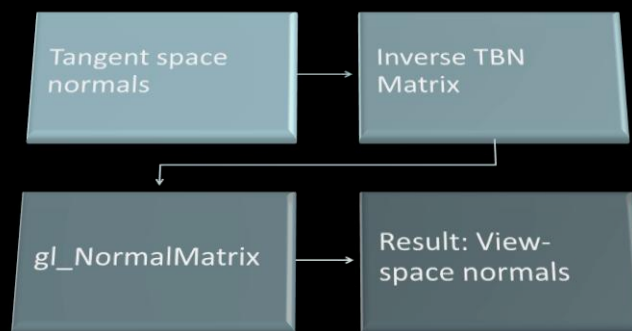 Tangent space
normals
Inverse TBN
Matrix
gl_NormalMatrix
Result: View-
space normals